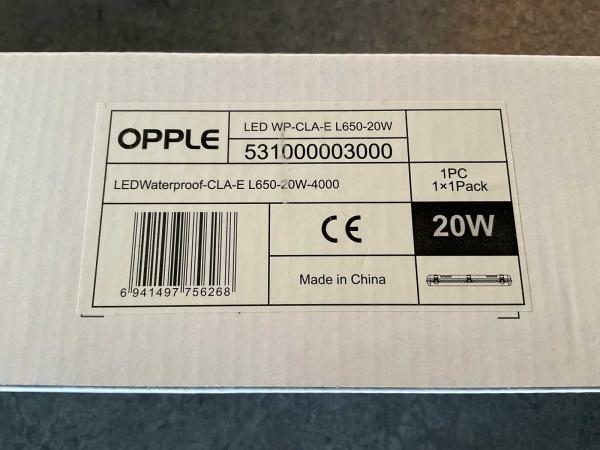 OPPLE
LED WP-CLA-E L650-20W
531000003000
LEDWaterproof-CLA-E L650-20W-4000
1PC
1×1Pack
CE
20W
Made in China
6 941497 756268